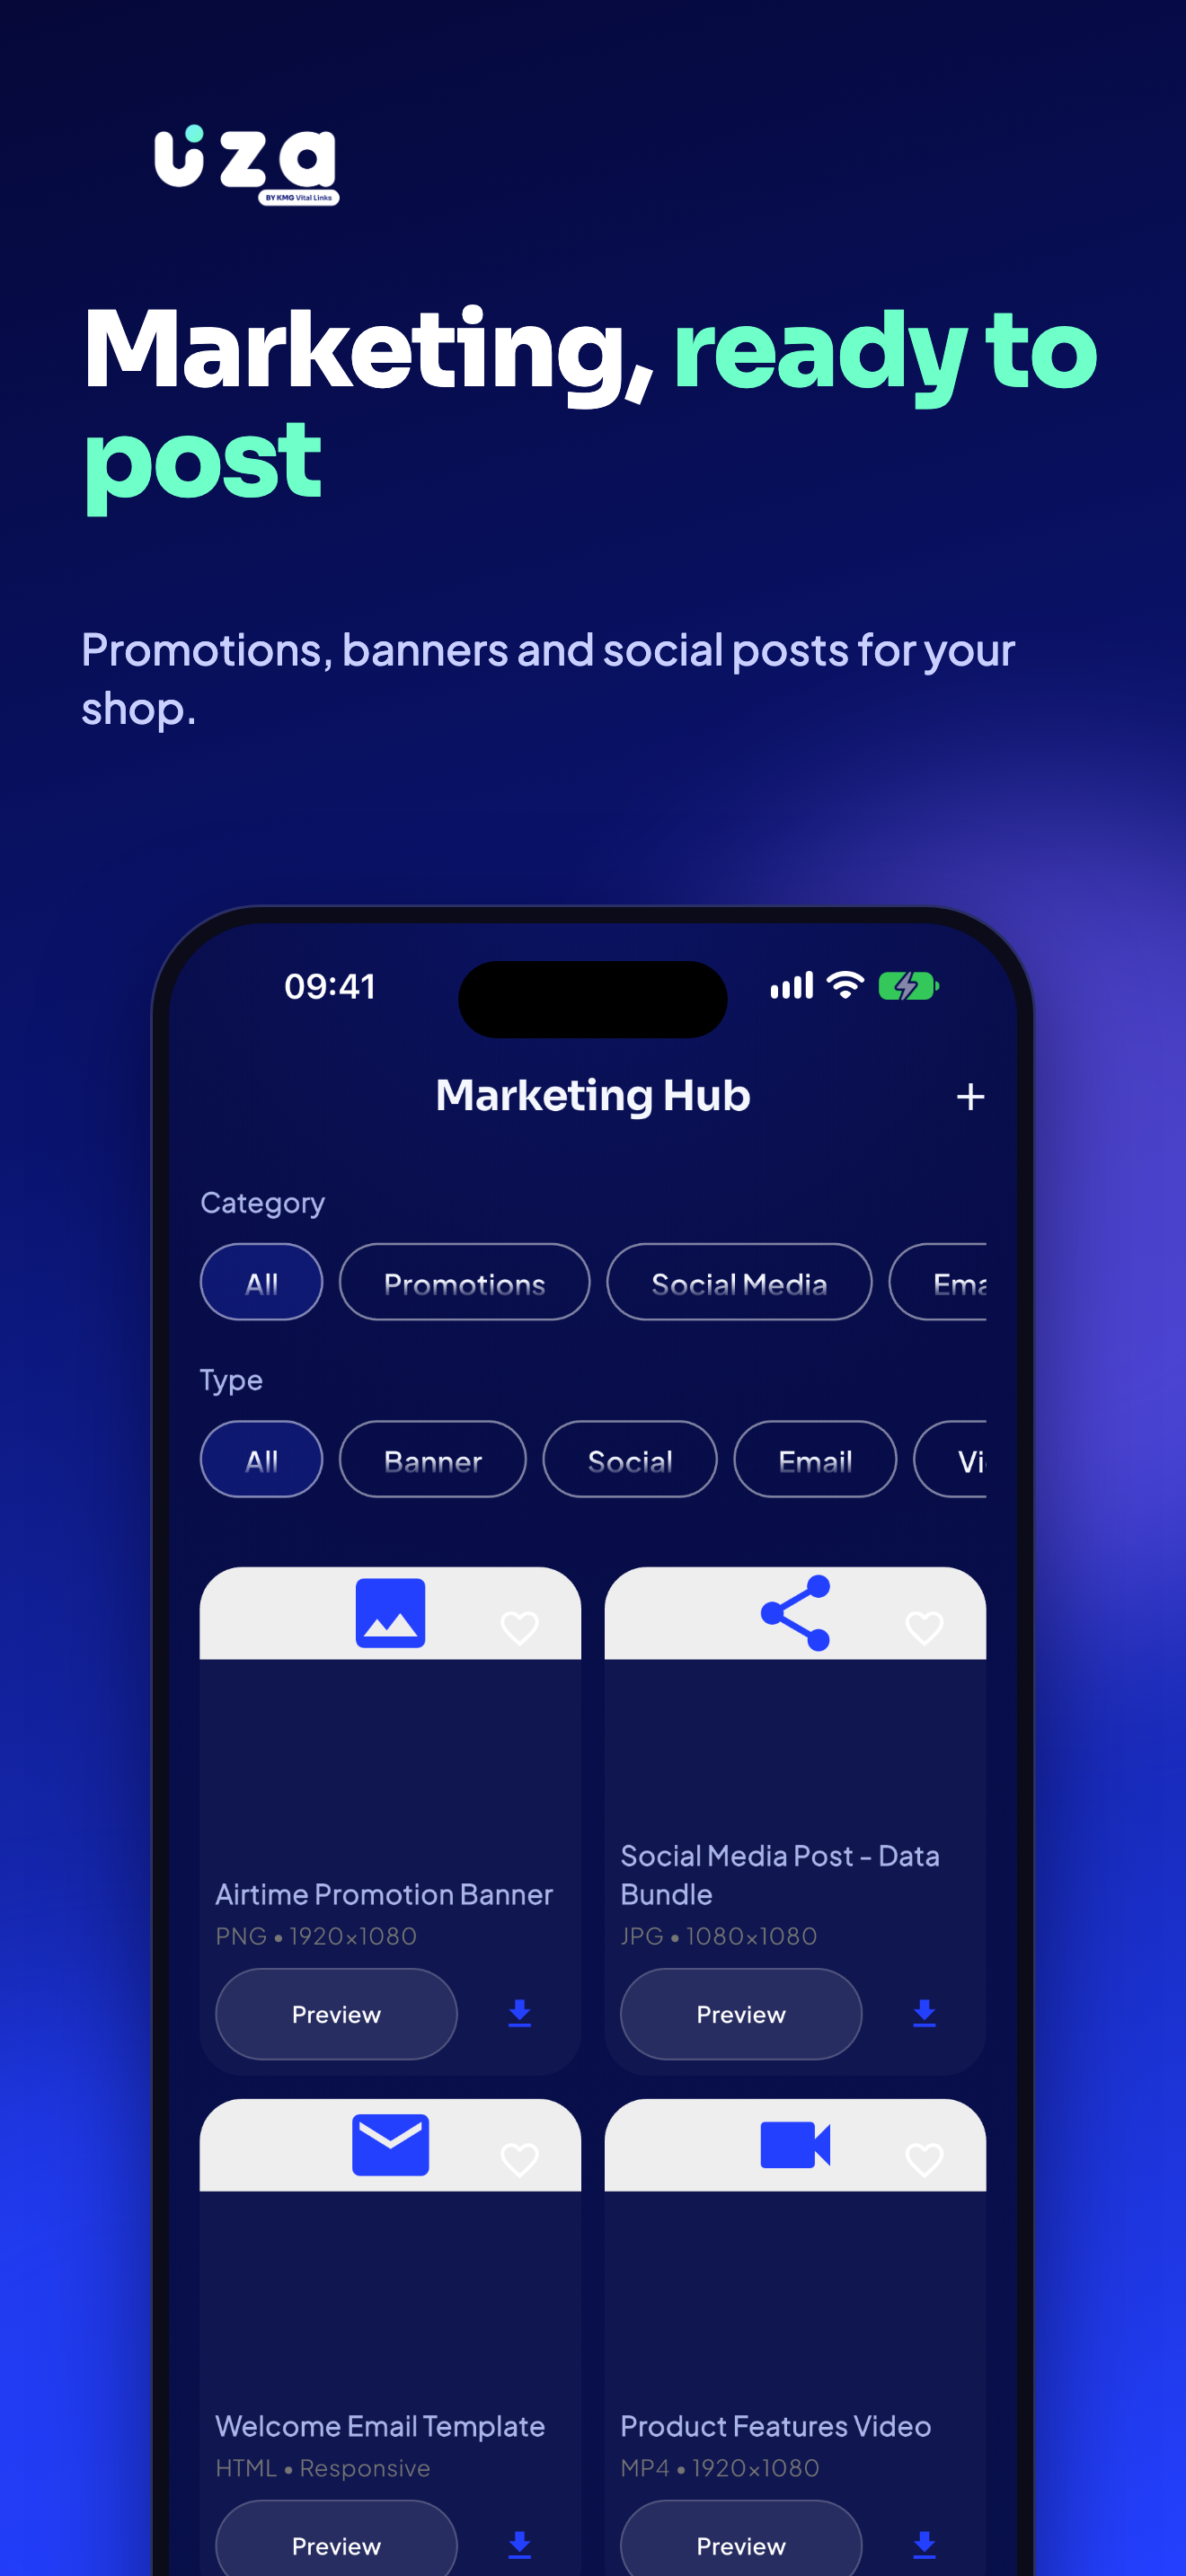 uza
BY KMG Vital Links
Marketing, ready to
post
Promotions, banners and social posts for your
shop.
09:41
Marketing Hub
+
Category
All Promotions Social Media Ema
Type
All Banner Social Email Vi
Airtime Promotion Banner
PNG • 1920×1080
Preview
Social Media Post - Data
Bundle
JPG • 1080×1080
Preview
Welcome Email Template
HTML • Responsive
Preview
Product Features Video
MP4 • 1920×1080
Preview